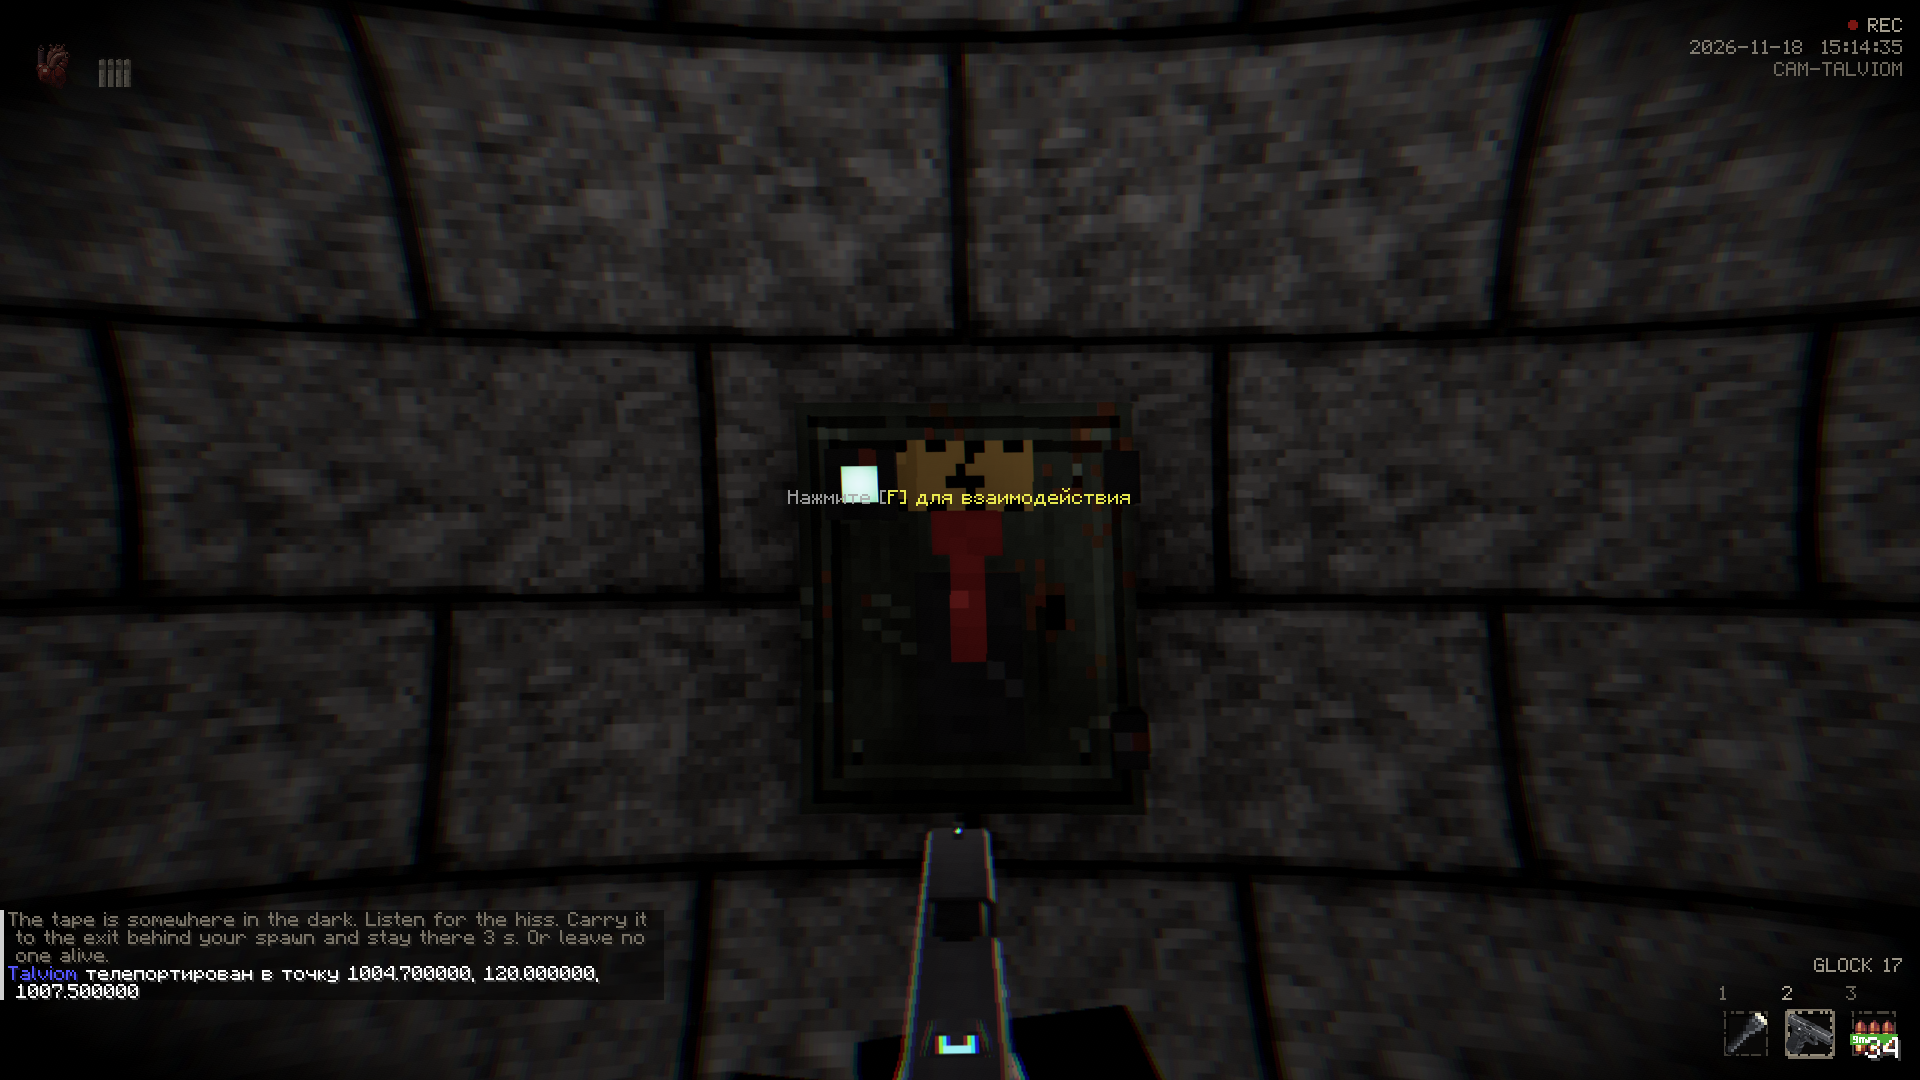 REC
2026-11-18 15:14:35
CAM-TALVIOM
Нажмите [F] для взаимодействия
The tape is somewhere in the dark. Listen for the hiss. Carry it
to the exit behind your spawn and stay there 3 s. Or leave no
one alive.
Talviom телепортирован в точку 1004.700000, 120.000000,
1007.500000
GLOCK 17
1 2 3
9mm
34